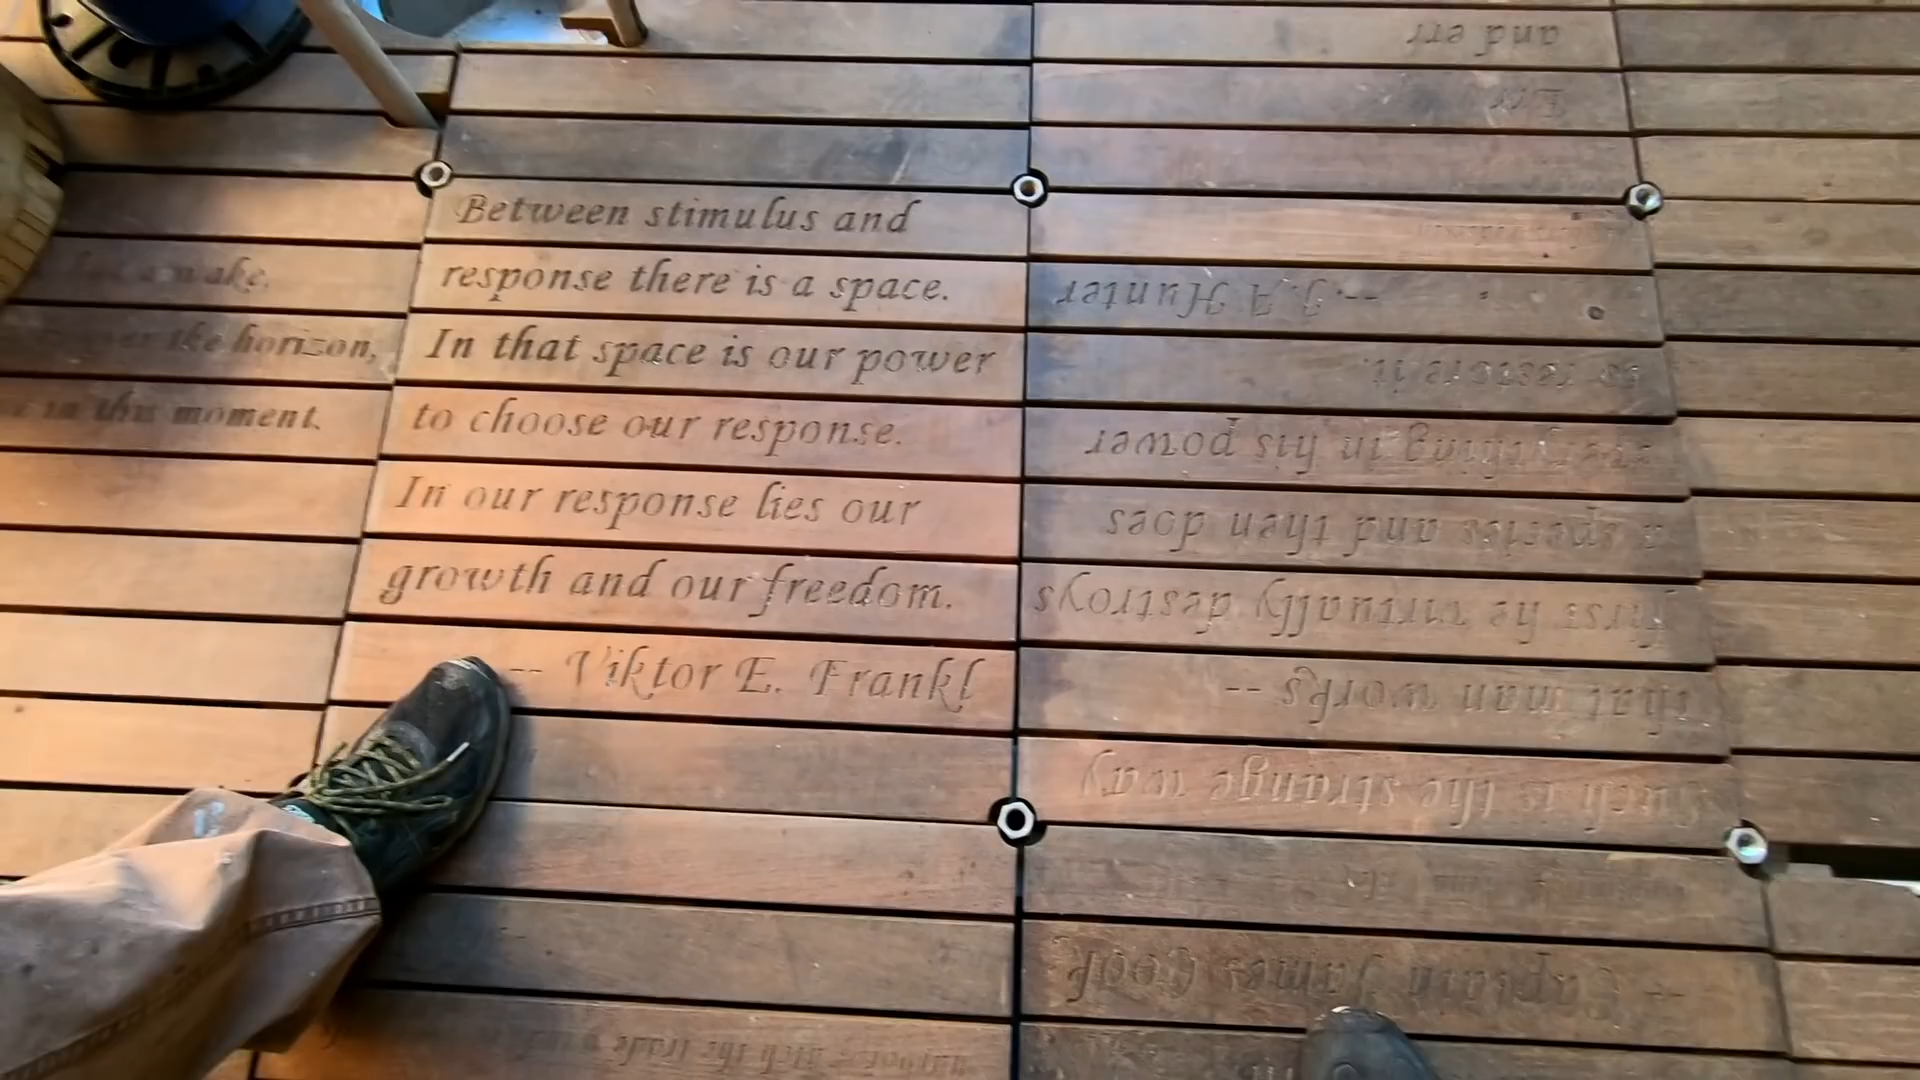 Between stimulus and
response there is a space.
In that space is our power
to choose our response.
In our response lies our
growth and our freedom.
-- Viktor E. Frankl
awake.
the horizon,
in this moment.
Such is the strange way
that man works --
first he virtually destroys
a species and then does
everything in his power
to restore it.
--J.A Hunter
and err
Err
-- Captain James Cook